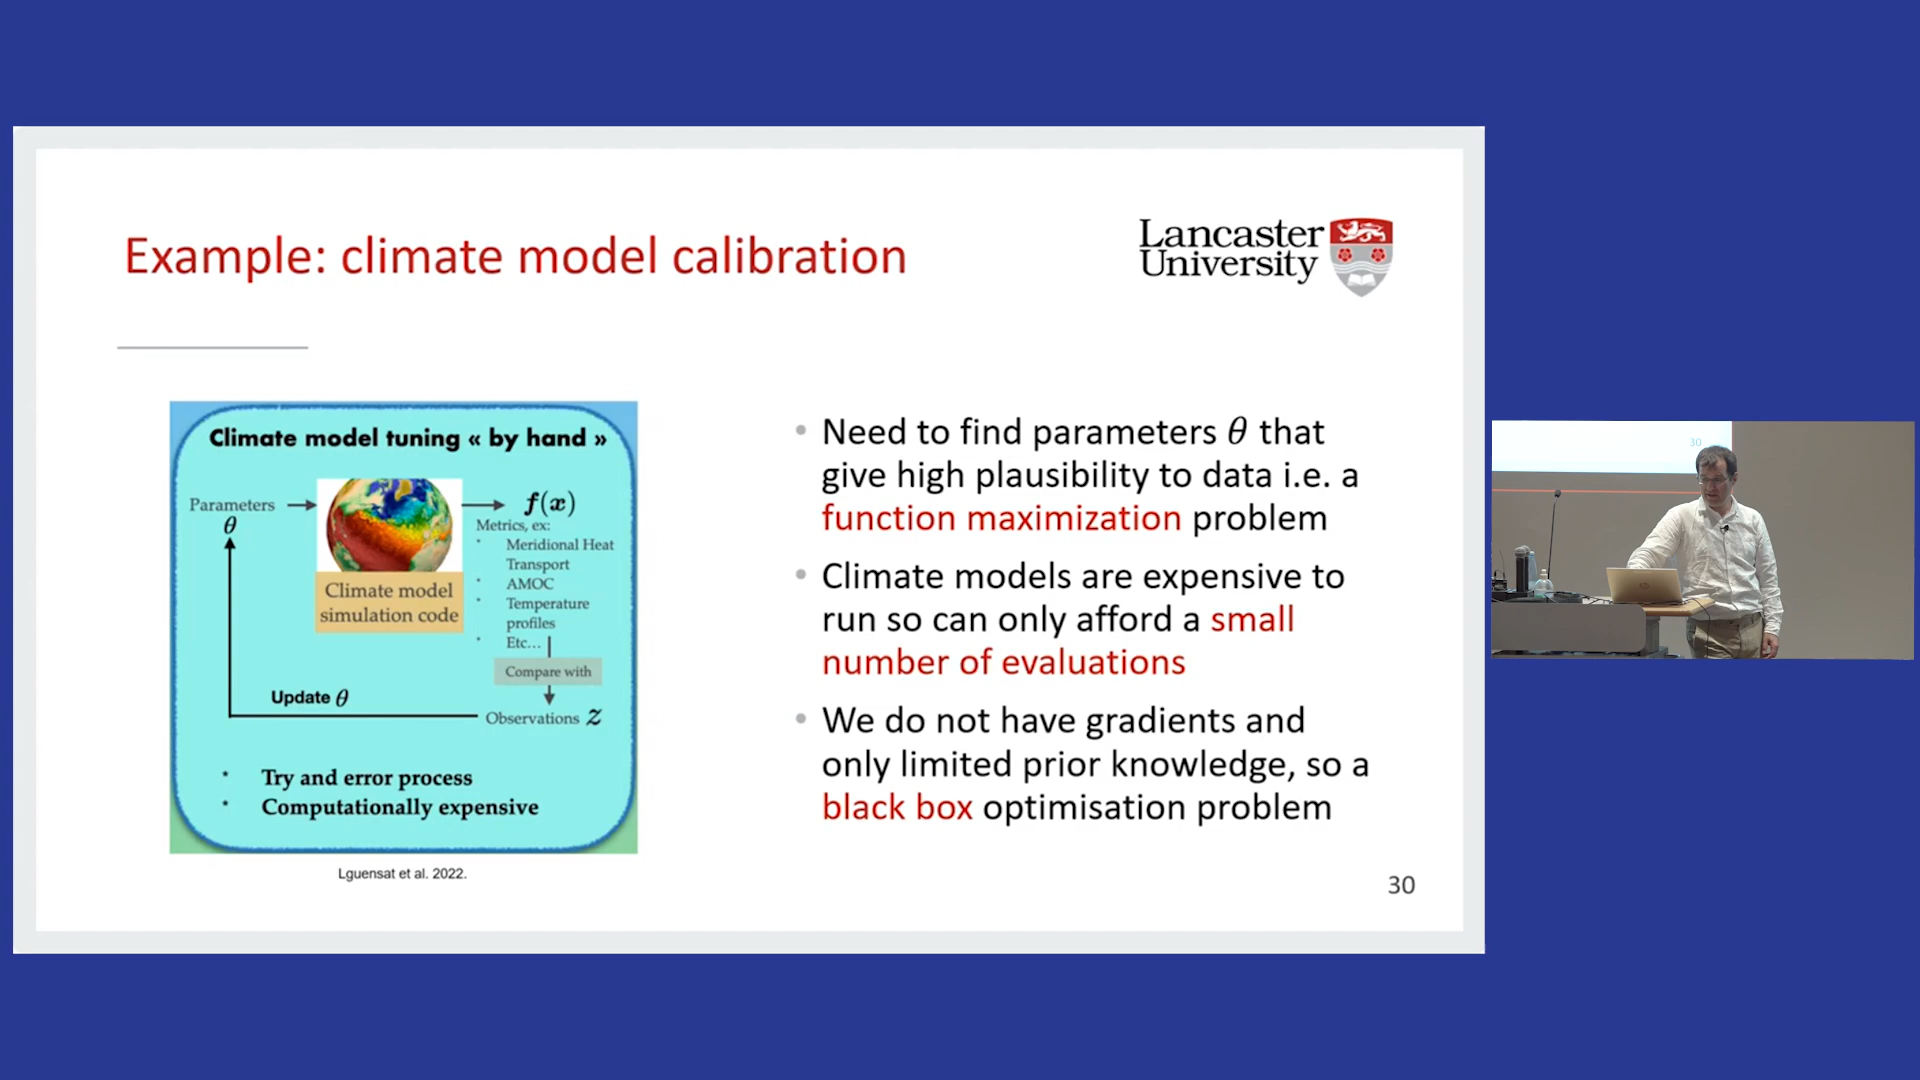 Example: climate model calibration
Lancaster
University
Climate model tuning « by hand »
Parameters
θ
f(x)
Metrics, ex:
Meridional Heat
Transport
AMOC
Temperature
profiles
Etc...
Climate model
simulation code
Compare with
Update θ
Observations z
Try and error process
Computationally expensive
Lguensat et al. 2022.
• Need to find parameters θ that
give high plausibility to data i.e. a
function maximization problem
• Climate models are expensive to
run so can only afford a small
number of evaluations
• We do not have gradients and
only limited prior knowledge, so a
black box optimisation problem
30
30